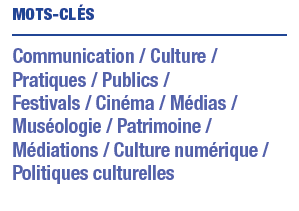 MOTS-CLÉS
Communication / Culture /
Pratiques / Publics /
Festivals / Cinéma / Médias /
Muséologie / Patrimoine /
Médiations / Culture numérique /
Politiques culturelles